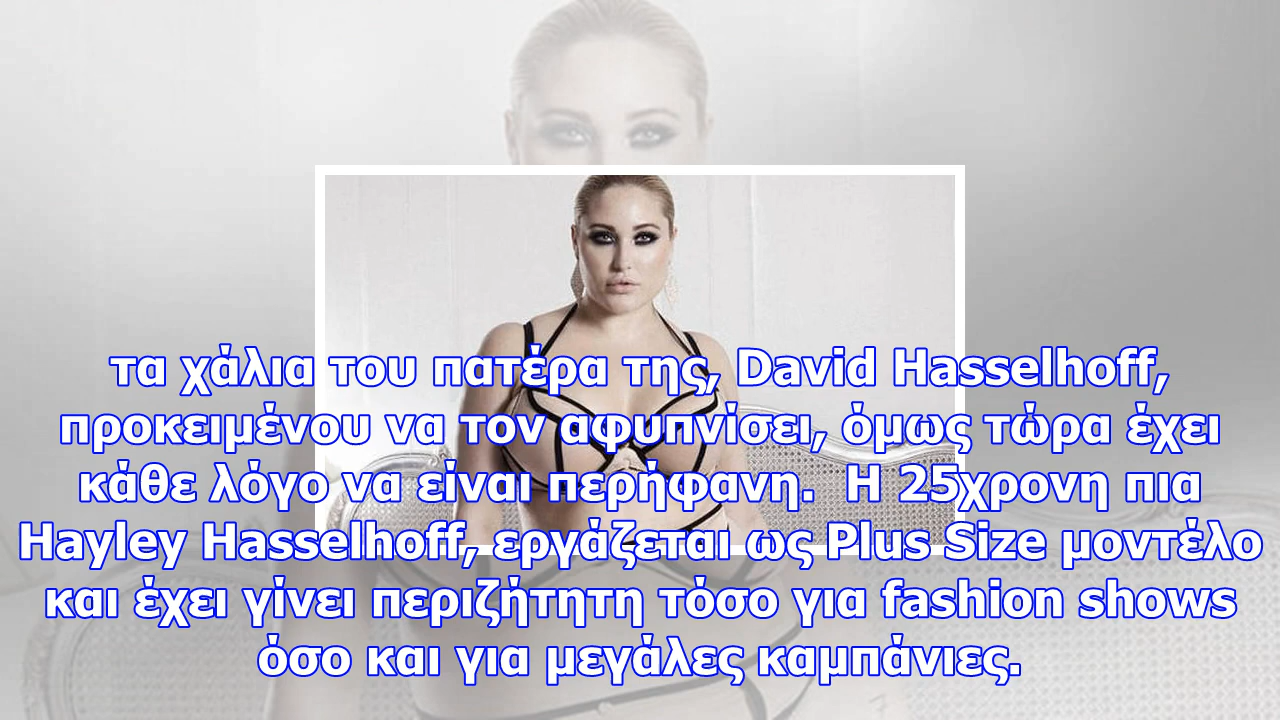 τα χάλια του πατέρα της, David Hasselhoff,
προκειμένου να τον αφυπνίσει, όμως τώρα έχει
κάθε λόγο να είναι περήφανη.  Η 25χρονη πια
Hayley Hasselhoff, εργάζεται ως Plus Size μοντέλο
και έχει γίνει περιζήτητη τόσο για fashion shows
όσο και για μεγάλες καμπάνιες.